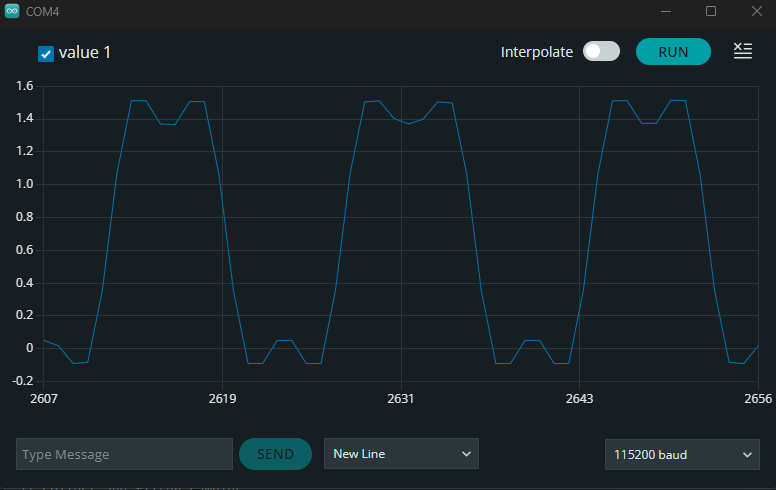 COM4
value 1
Interpolate
RUN
1.6
1.4
1.2
1.0
0.8
0.6
0.4
0.2
0
-0.2
2607 2619 2631 2643 2656
Type Message
SEND
New Line
115200 baud